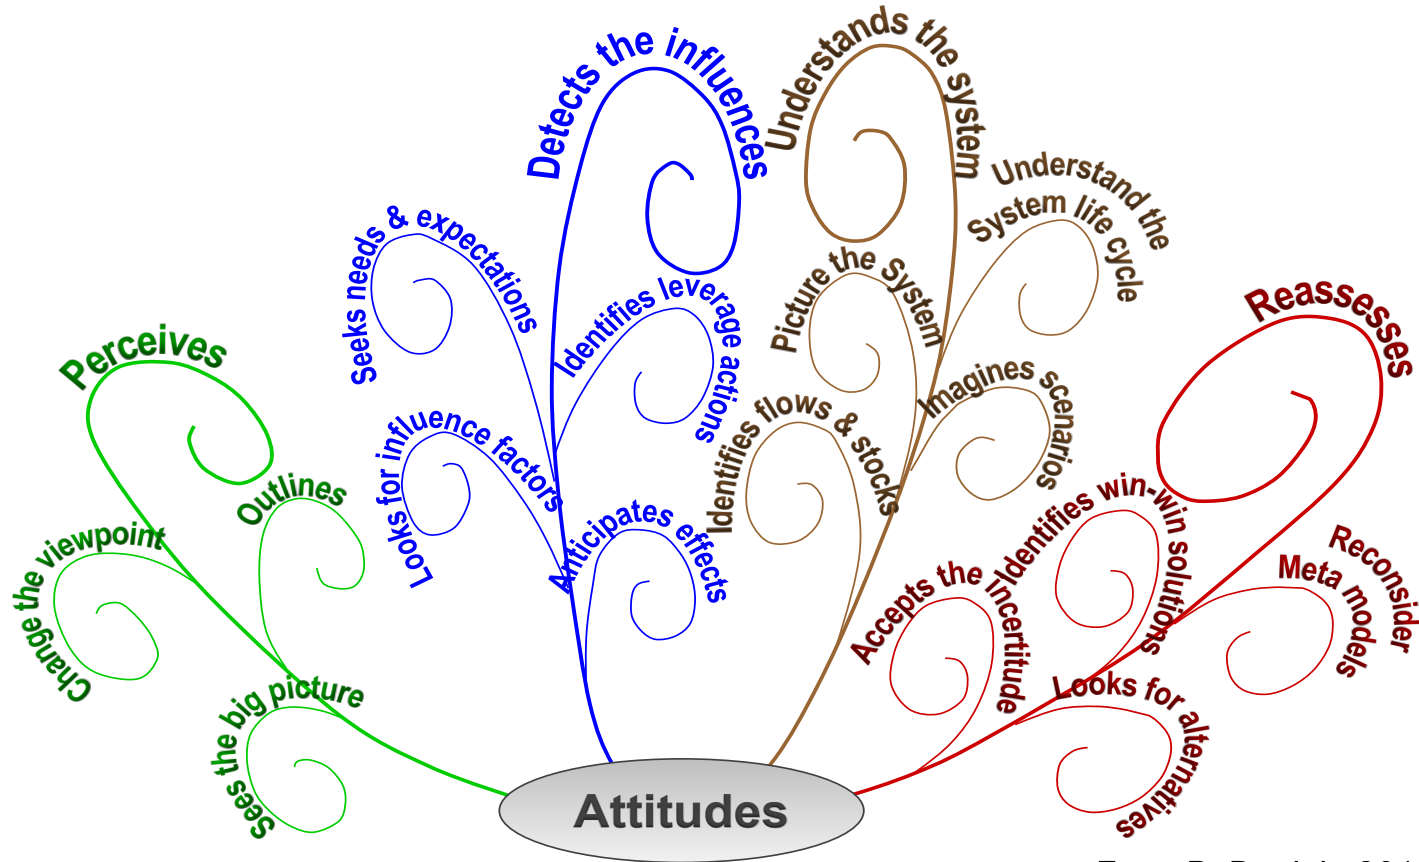 Perceives
Outlines
Change the viewpoint
Sees the big picture
Detects the influences
Seeks needs & expectations
Identifies leverage actions
Looks for influence factors
Anticipates effects
Understands the system
Understand the
System life cycle
Picture the System
Imagines scenarios
Identifies flows & stocks
Reassesses
Identifies win-win solutions
Reconsider
Meta models
Accepts the incertitude
Looks for alternatives
Attitudes